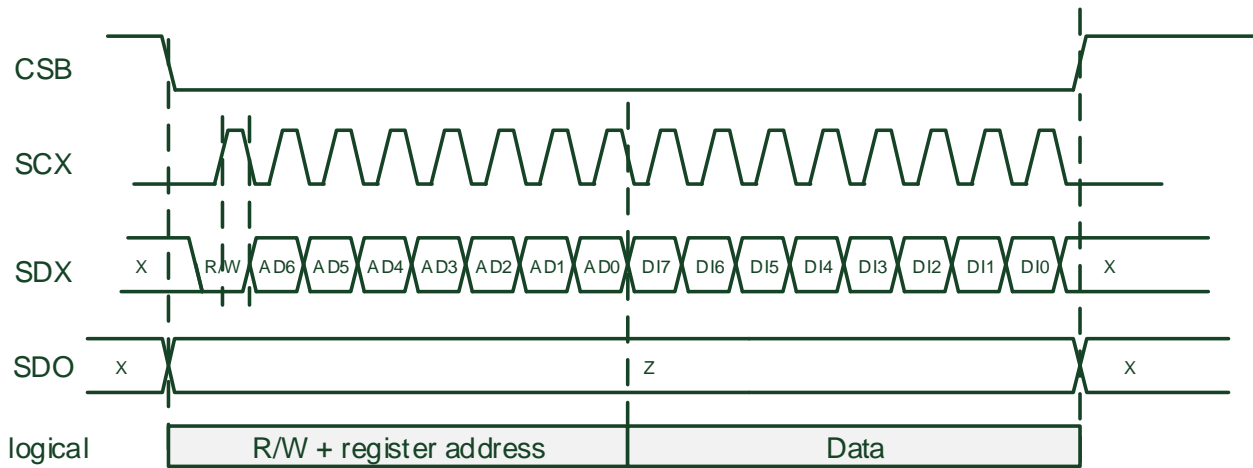 CSB
SCX
SDX X R/W AD6 AD5 AD4 AD3 AD2 AD1 AD0 DI7 DI6 DI5 DI4 DI3 DI2 DI1 DI0 X
SDO X Z X
logical R/W + register address Data